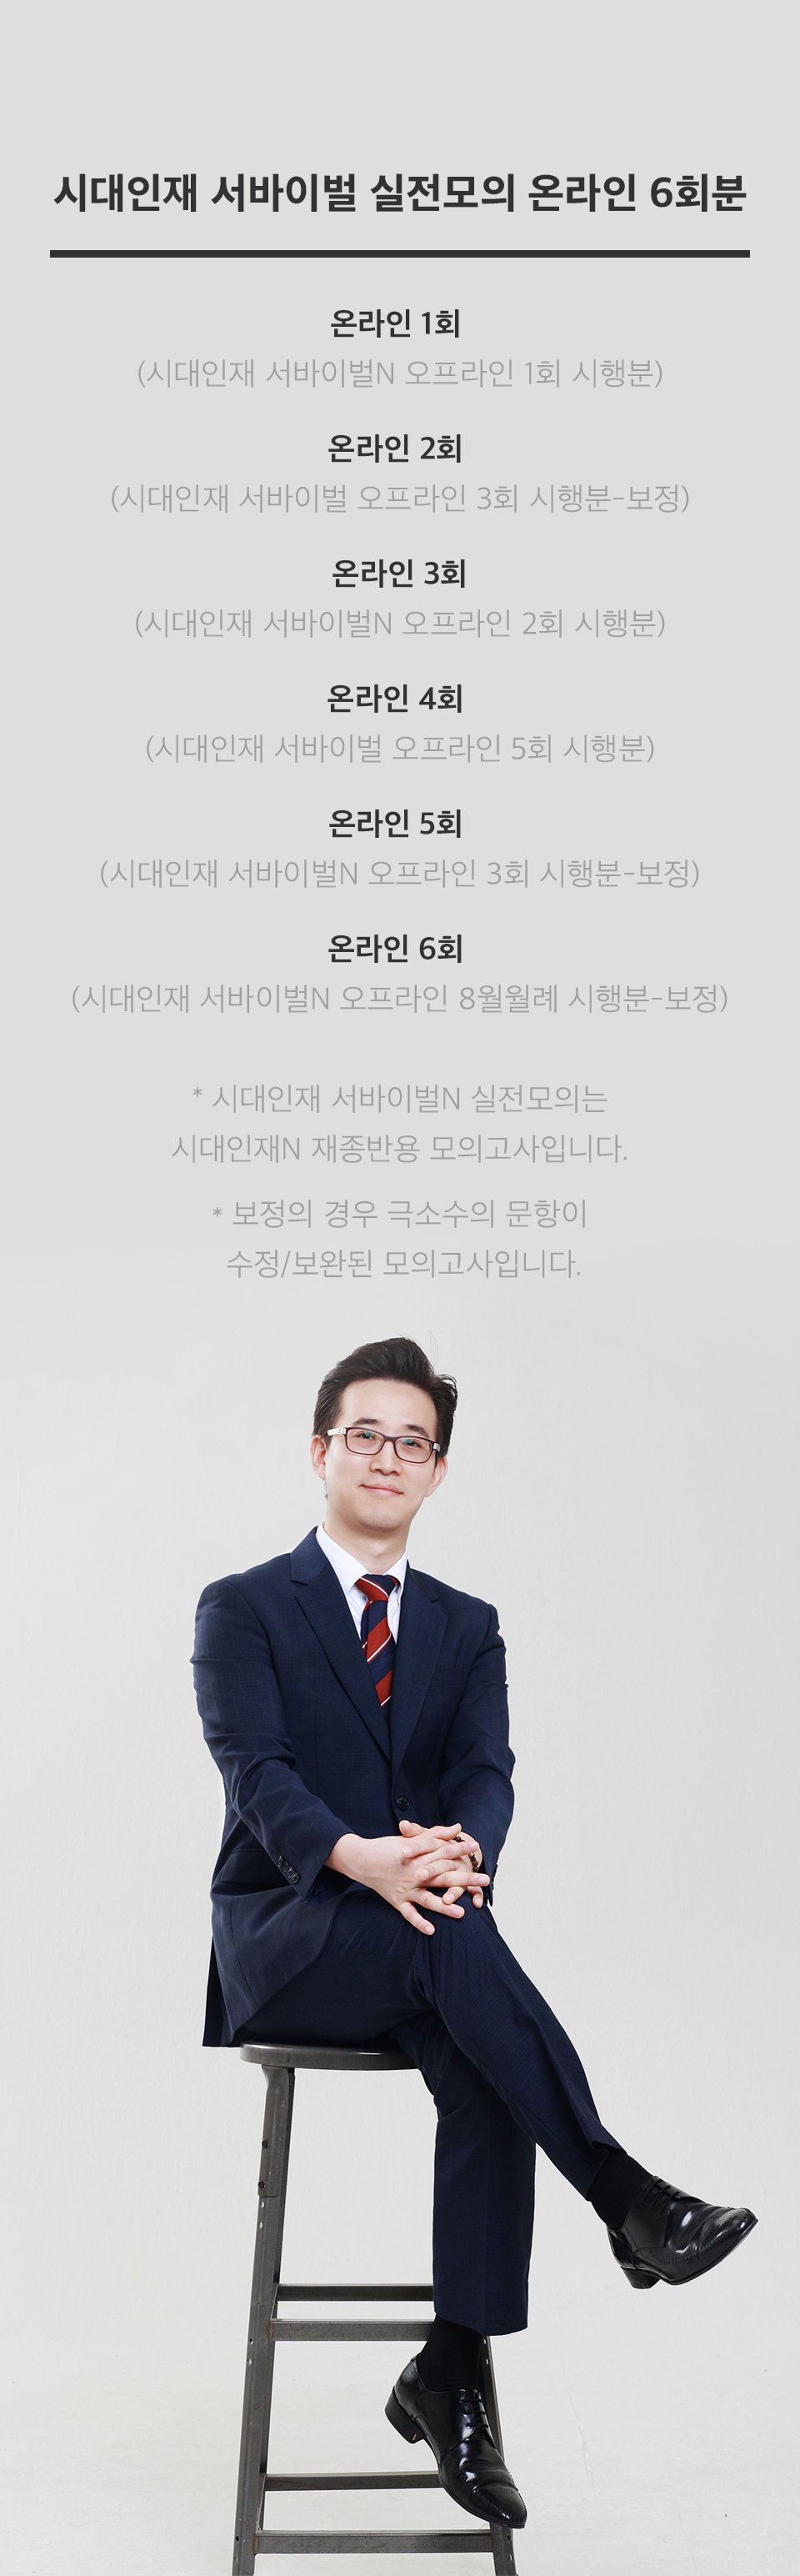 시대인재 서바이벌 실전모의 온라인 6회분
온라인 1회
(시대인재 서바이벌N 오프라인 1회 시행분)
온라인 2회
(시대인재 서바이벌 오프라인 3회 시행분-보정)
온라인 3회
(시대인재 서바이벌N 오프라인 2회 시행분)
온라인 4회
(시대인재 서바이벌 오프라인 5회 시행분)
온라인 5회
(시대인재 서바이벌N 오프라인 3회 시행분-보정)
온라인 6회
(시대인재 서바이벌N 오프라인 8월월례 시행분-보정)
* 시대인재 서바이벌N 실전모의는
시대인재N 재종반용 모의고사입니다.
* 보정의 경우 극소수의 문항이
수정/보완된 모의고사입니다.